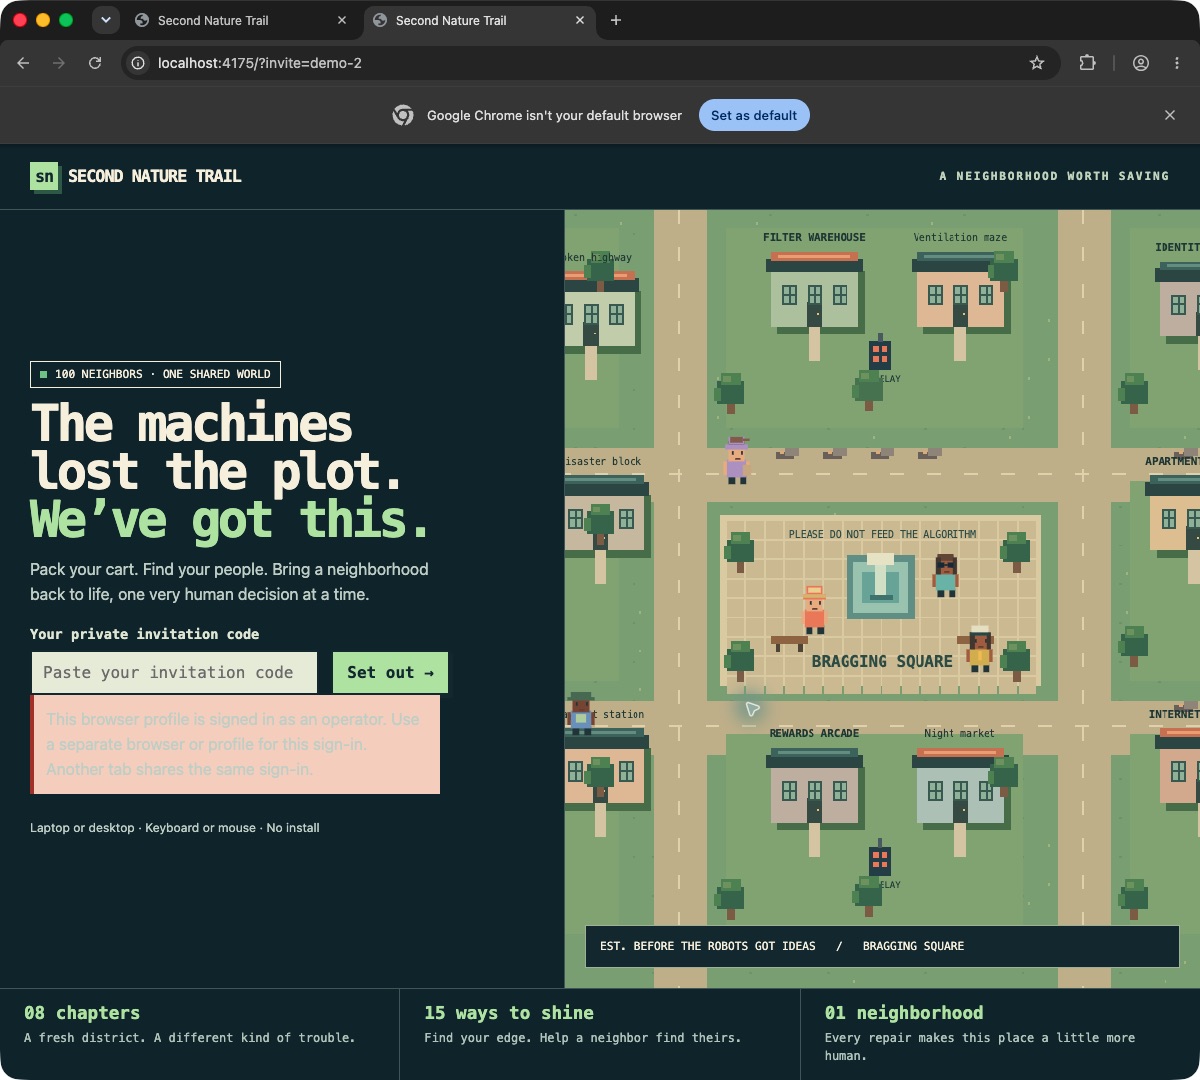 Second Nature Trail
Second Nature Trail
localhost:4175/?invite=demo-2
Google Chrome isn't your default browser
Set as default
sn SECOND NATURE TRAIL
A NEIGHBORHOOD WORTH SAVING
100 NEIGHBORS · ONE SHARED WORLD
The machines
lost the plot.
We’ve got this.
Pack your cart. Find your people. Bring a neighborhood
back to life, one very human decision at a time.
Your private invitation code
Paste your invitation code
Set out →
This browser profile is signed in as an operator. Use
a separate browser or profile for this sign-in.
Another tab shares the same sign-in.
Laptop or desktop · Keyboard or mouse · No install
FILTER WAREHOUSE
Ventilation maze
highway
PLEASE DO NOT FEED THE ALGORITHM
BRAGGING SQUARE
station
REWARDS ARCADE
Night market
INTERNET
EST. BEFORE THE ROBOTS GOT IDEAS / BRAGGING SQUARE
08 chapters
A fresh district. A different kind of trouble.
15 ways to shine
Find your edge. Help a neighbor find theirs.
01 neighborhood
Every repair makes this place a little more
human.